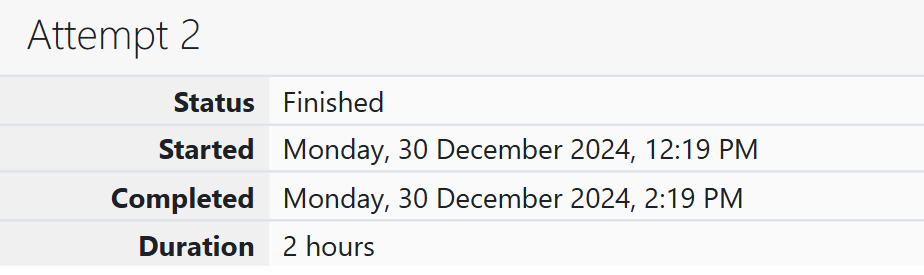 Attempt 2
Status Finished
Started Monday, 30 December 2024, 12:19 PM
Completed Monday, 30 December 2024, 2:19 PM
Duration 2 hours